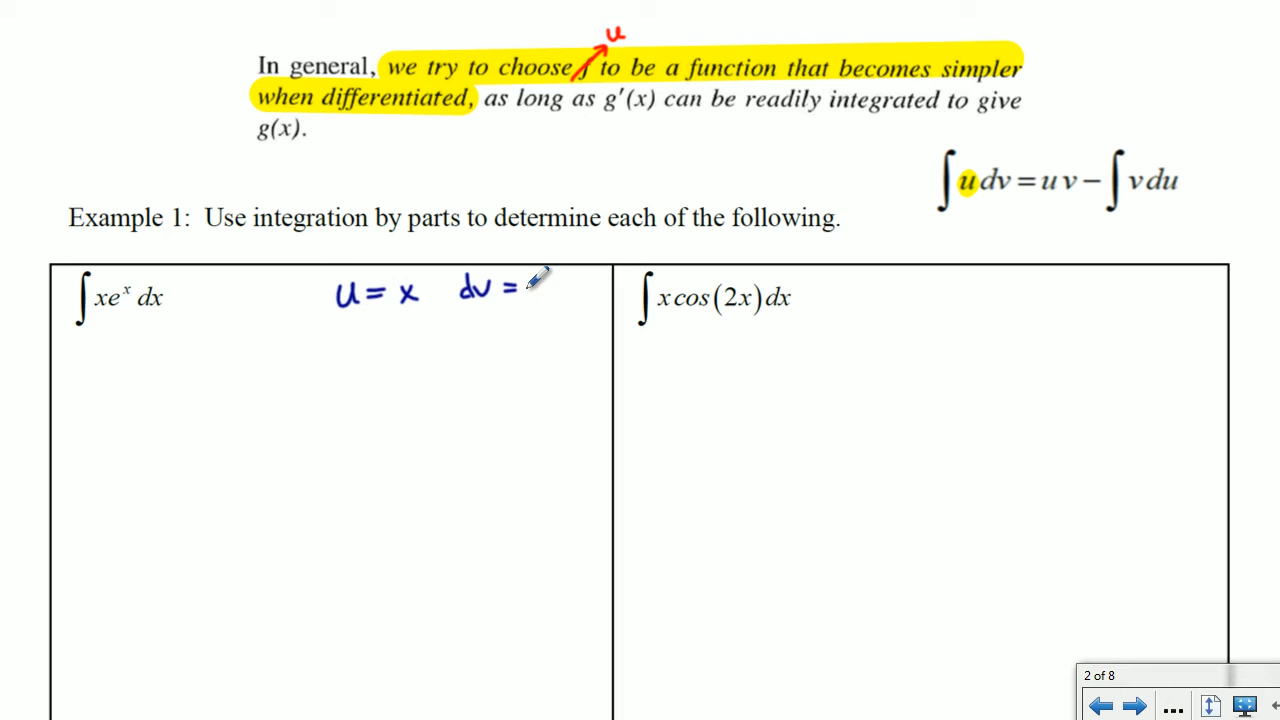 u
In general, we try to choose f to be a function that becomes simpler
when differentiated, as long as g′(x) can be readily integrated to give
g(x).
∫ u dv = u v − ∫ v du
Example 1: Use integration by parts to determine each of the following.
∫ xeˣ dx
u = x dv =
∫ x cos(2x) dx
2 of 8
...